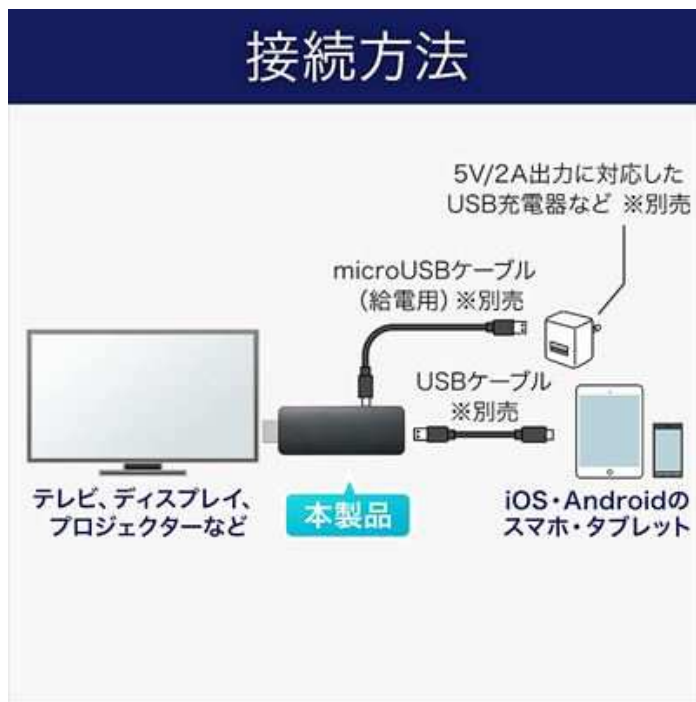 接続方法
5V/2A出力に対応した
USB充電器など ※別売
microUSBケーブル
(給電用)※別売
USBケーブル
※別売
テレビ、ディスプレイ、
プロジェクターなど
本製品
iOS・Androidの
スマホ・タブレット